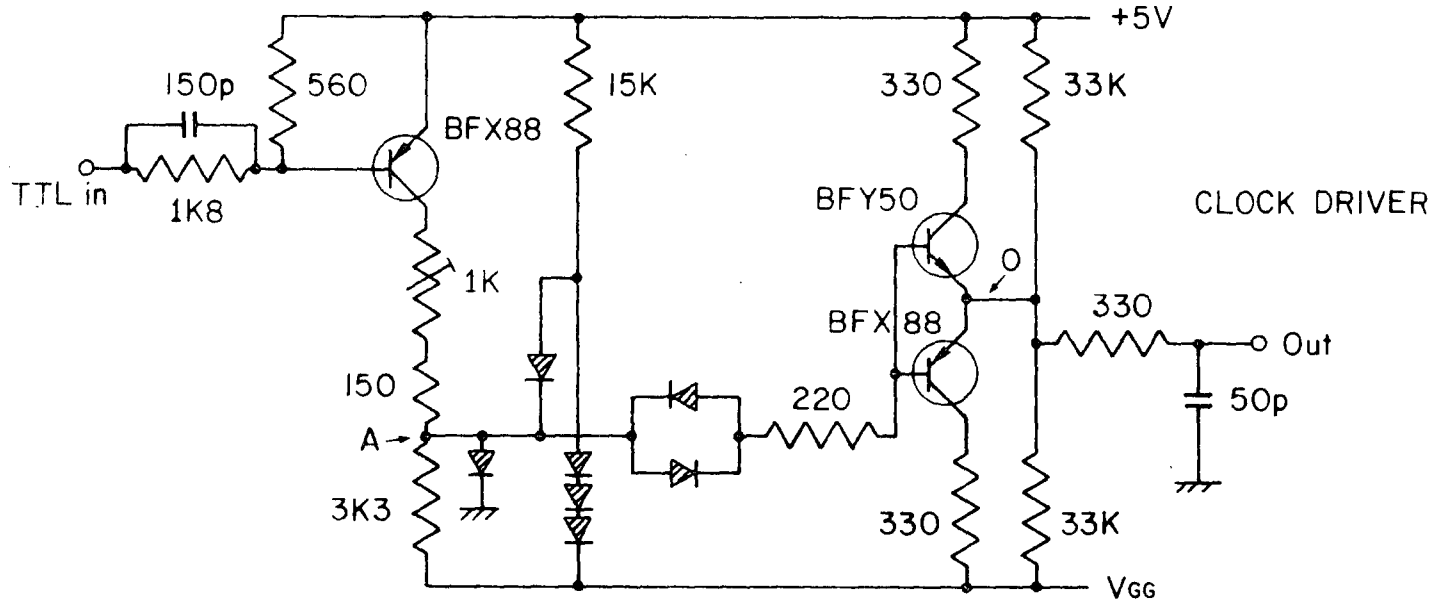 +5V
150p
560
15K
330
33K
BFX88
TTL in
1K8
BFY50
CLOCK DRIVER
1K
O
330
BFX 88
Out
150
220
50p
A
3K3
330
33K
VGG